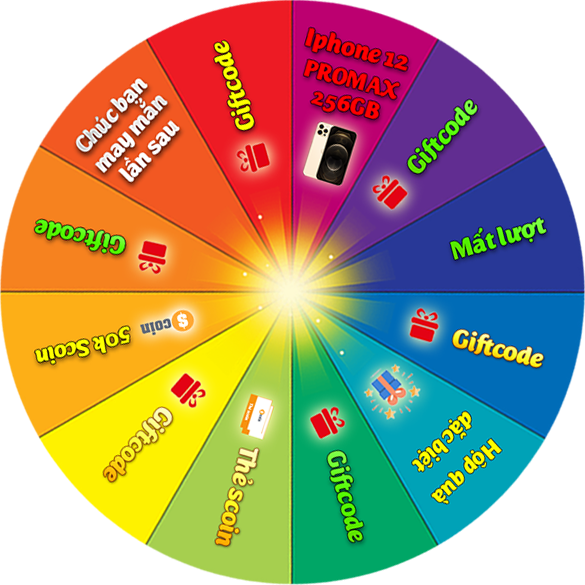 Iphone 12
PROMAX
256GB
Giftcode
Mất lượt
Giftcode
Hộp quà
đặc biệt
Giftcode
Thẻ scoin
Giftcode
coin
50k Scoin
Giftcode
Chúc bạn
may mắn
lần sau
Giftcode